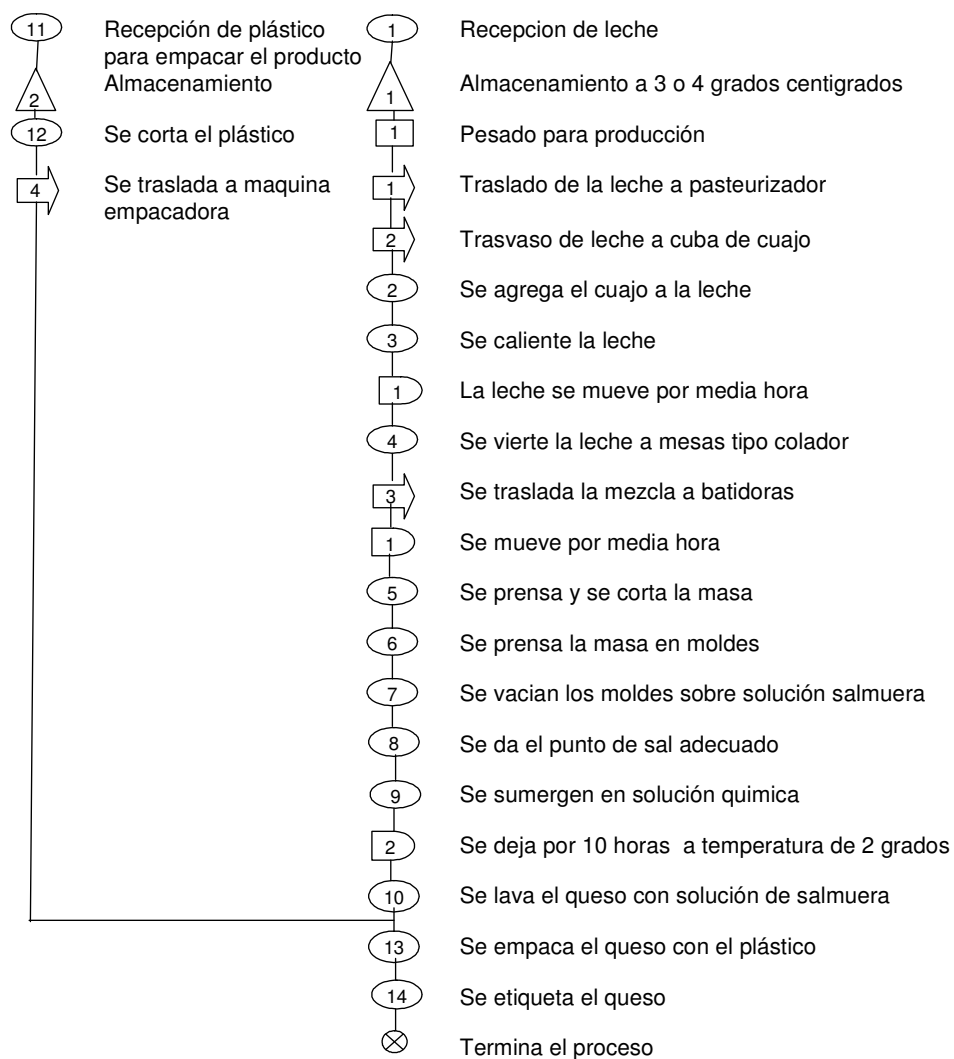 11 Recepción de plástico
para empacar el producto
2 Almacenamiento
12 Se corta el plástico
4 Se traslada a maquina
empacadora
1 Recepcion de leche
1 Almacenamiento a 3 o 4 grados centigrados
1 Pesado para producción
1 Traslado de la leche a pasteurizador
2 Trasvaso de leche a cuba de cuajo
2 Se agrega el cuajo a la leche
3 Se caliente la leche
1 La leche se mueve por media hora
4 Se vierte la leche a mesas tipo colador
3 Se traslada la mezcla a batidoras
1 Se mueve por media hora
5 Se prensa y se corta la masa
6 Se prensa la masa en moldes
7 Se vacian los moldes sobre solución salmuera
8 Se da el punto de sal adecuado
9 Se sumergen en solución quimica
2 Se deja por 10 horas a temperatura de 2 grados
10 Se lava el queso con solución de salmuera
13 Se empaca el queso con el plástico
14 Se etiqueta el queso
Termina el proceso